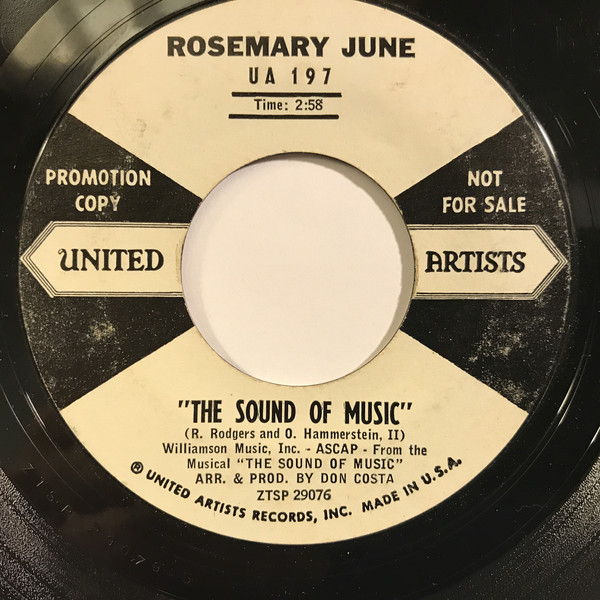 ROSEMARY JUNE
UA 197
Time: 2:58
PROMOTION
COPY
NOT
FOR SALE
UNITED
ARTISTS
"THE SOUND OF MUSIC"
(R. Rodgers and O. Hammerstein, II)
Williamson Music, Inc. - ASCAP - From the
Musical "THE SOUND OF MUSIC"
ARR. & PROD. BY DON COSTA
ZTSP 29076
® UNITED ARTISTS RECORDS, INC. MADE IN U.S.A.